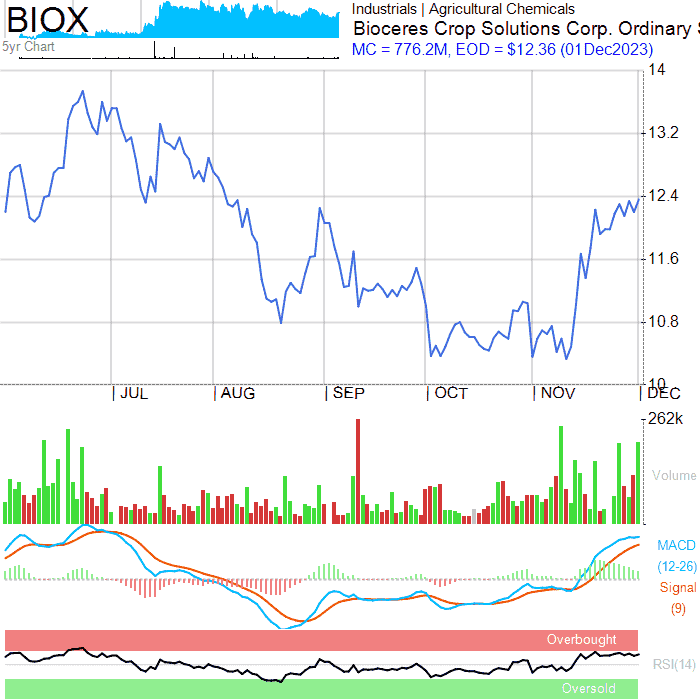 BIOX
Industrials | Agricultural Chemicals
Bioceres Crop Solutions Corp. Ordinary S
5yr Chart
MC = 776.2M, EOD = $12.36 (01Dec2023)
14
13.2
12.4
11.6
10.8
10
| JUL | AUG | SEP | OCT | NOV | DEC
262k
Volume
MACD
(12-26)
Signal
(9)
Overbought
RSI(14)
Oversold